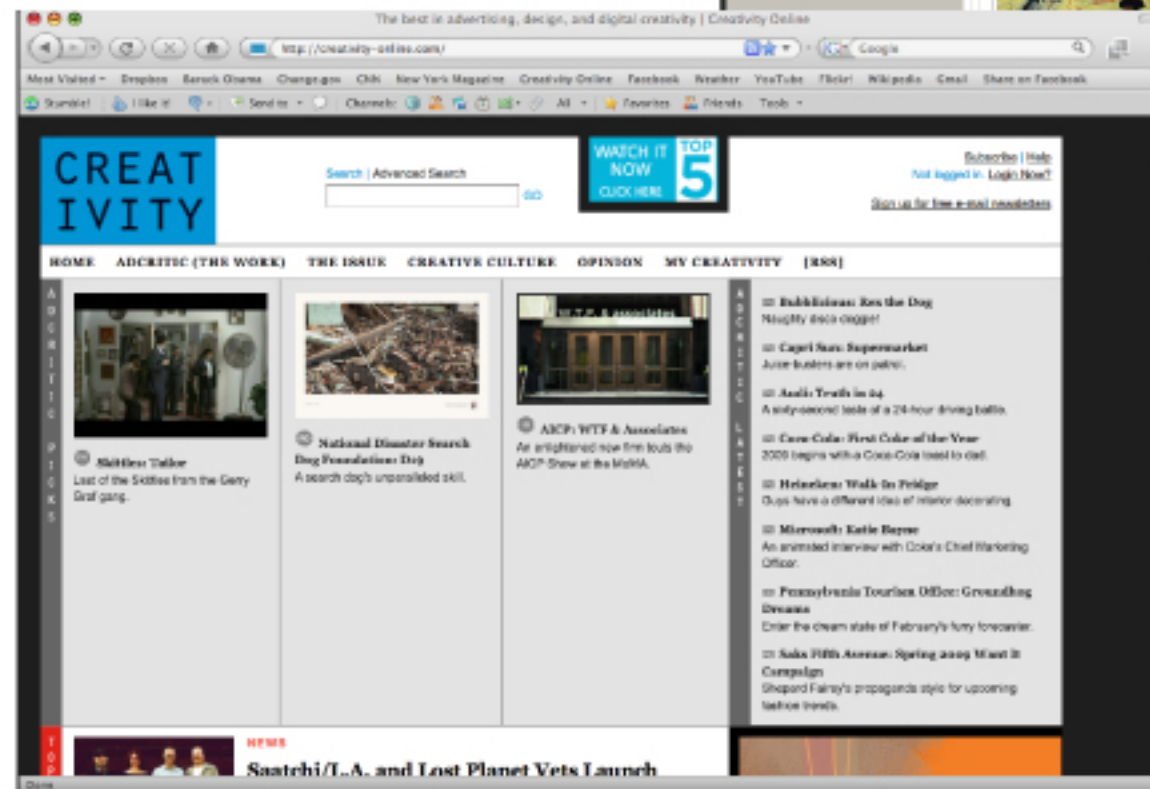 The best in advertising, design, and digital creativity | Creativity Online
http://creativity-online.com/
Google
Most Visited Dropbox Barack Obama Change.gov CNN New York Magazine Creativity Online Facebook Weather YouTube Flickr Wikipedia Gmail Share on Facebook
Stumble! I like it! Send to Channels: All Favorites Friends Tools
CREAT
IVITY
Search | Advanced Search
GO
WATCH IT
NOW
CLICK HERE
TOP
5
Subscribe | Help
Not logged in. Login Now?
Sign up for free e-mail newsletters
HOME ADCRITIC (THE WORK) THE ISSUE CREATIVE CULTURE OPINION MY CREATIVITY [RSS]
ADCRITIC PICKS
Skittles: Tailor
Last of the Skittles from the Gerry
Graf gang.
National Disaster Search
Dog Foundation: Dog
A search dog's unparalleled skill.
W.T.F. & Associates
AICP: WTF & Associates
An enlightened new firm touts the
AICP Show at the MoMA.
ADCRITIC LATEST
Bubblicious: Rex the Dog
Naughty disco doggie!
Capri Sun: Supermarket
Juice-busters are on patrol.
Audi: Truth in 24
A sixty-second taste of a 24-hour driving battle.
Coca-Cola: First Coke of the Year
2009 begins with a Coca-Cola toast to dad.
Heineken: Walk-In Fridge
Guys have a different idea of interior decorating.
Microsoft: Katie Bayne
An animated interview with Coke's Chief Marketing
Officer.
Pennsylvania Tourism Office: Groundhog
Dreams
Enter the dream state of February's furry forecaster.
Saks Fifth Avenue: Spring 2009 Want It
Campaign
Shepard Fairey's propaganda style for upcoming
fashion trends.
TOP
NEWS
Saatchi/L.A. and Lost Planet Vets Launch
Done